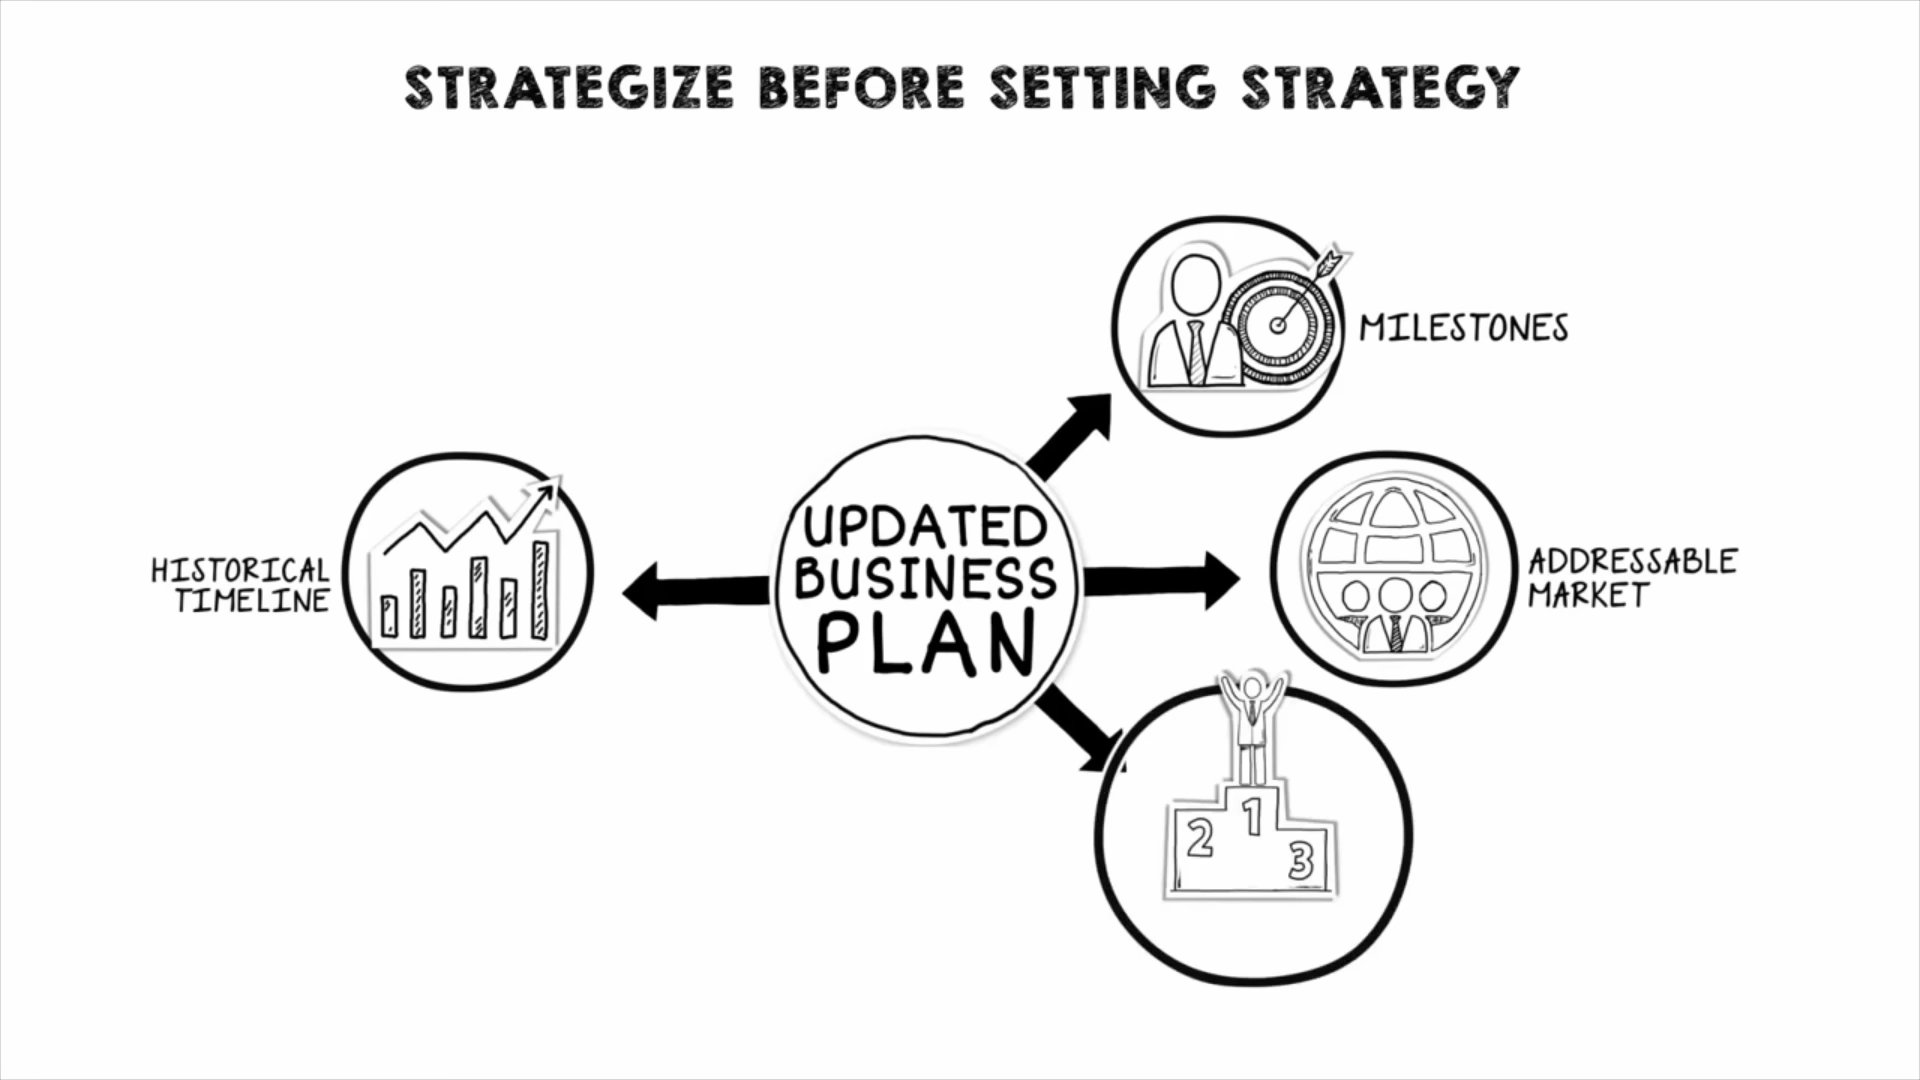 STRATEGIZE BEFORE SETTING STRATEGY
MILESTONES
HISTORICAL
TIMELINE
UPDATED
BUSINESS
PLAN
ADDRESSABLE
MARKET
1
2
3